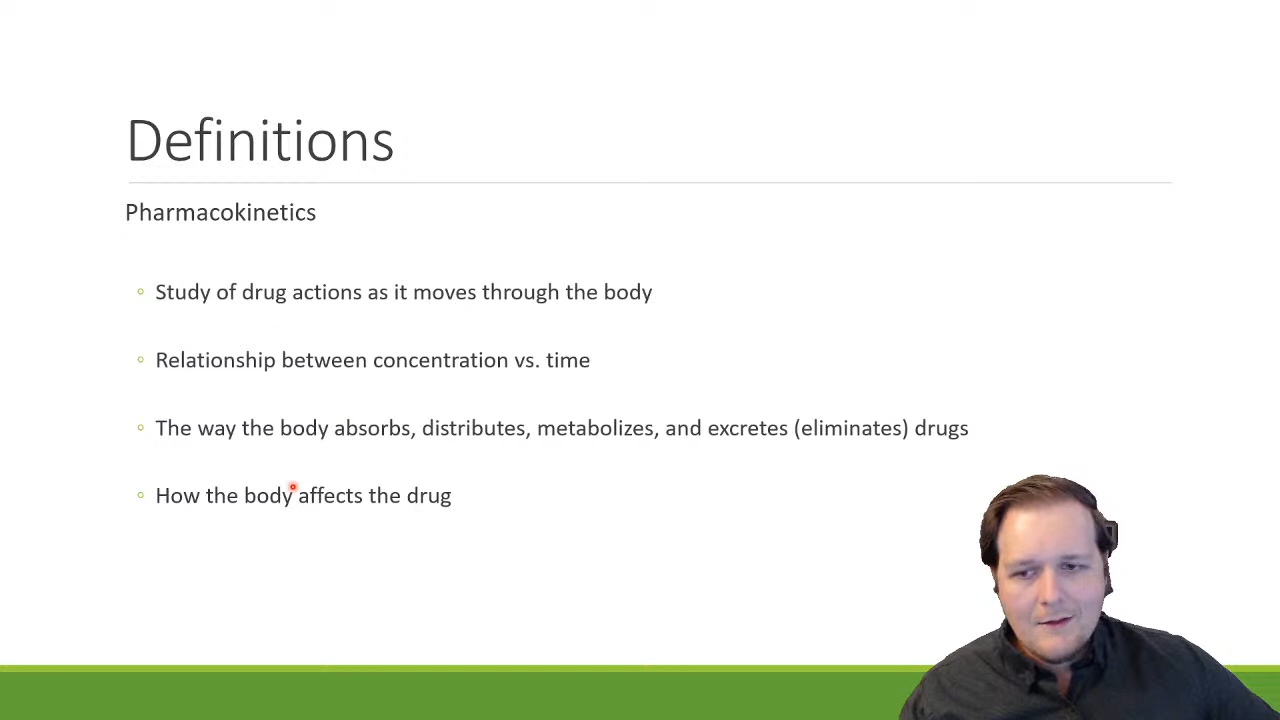 Definitions
Pharmacokinetics
◦ Study of drug actions as it moves through the body
◦ Relationship between concentration vs. time
◦ The way the body absorbs, distributes, metabolizes, and excretes (eliminates) drugs
◦ How the body affects the drug